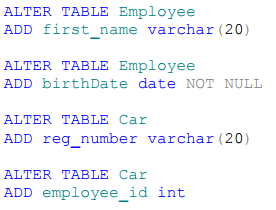 ALTER TABLE Employee
ADD first_name varchar(20)
ALTER TABLE Employee
ADD birthDate date NOT NULL
ALTER TABLE Car
ADD reg_number varchar(20)
ALTER TABLE Car
ADD employee_id int